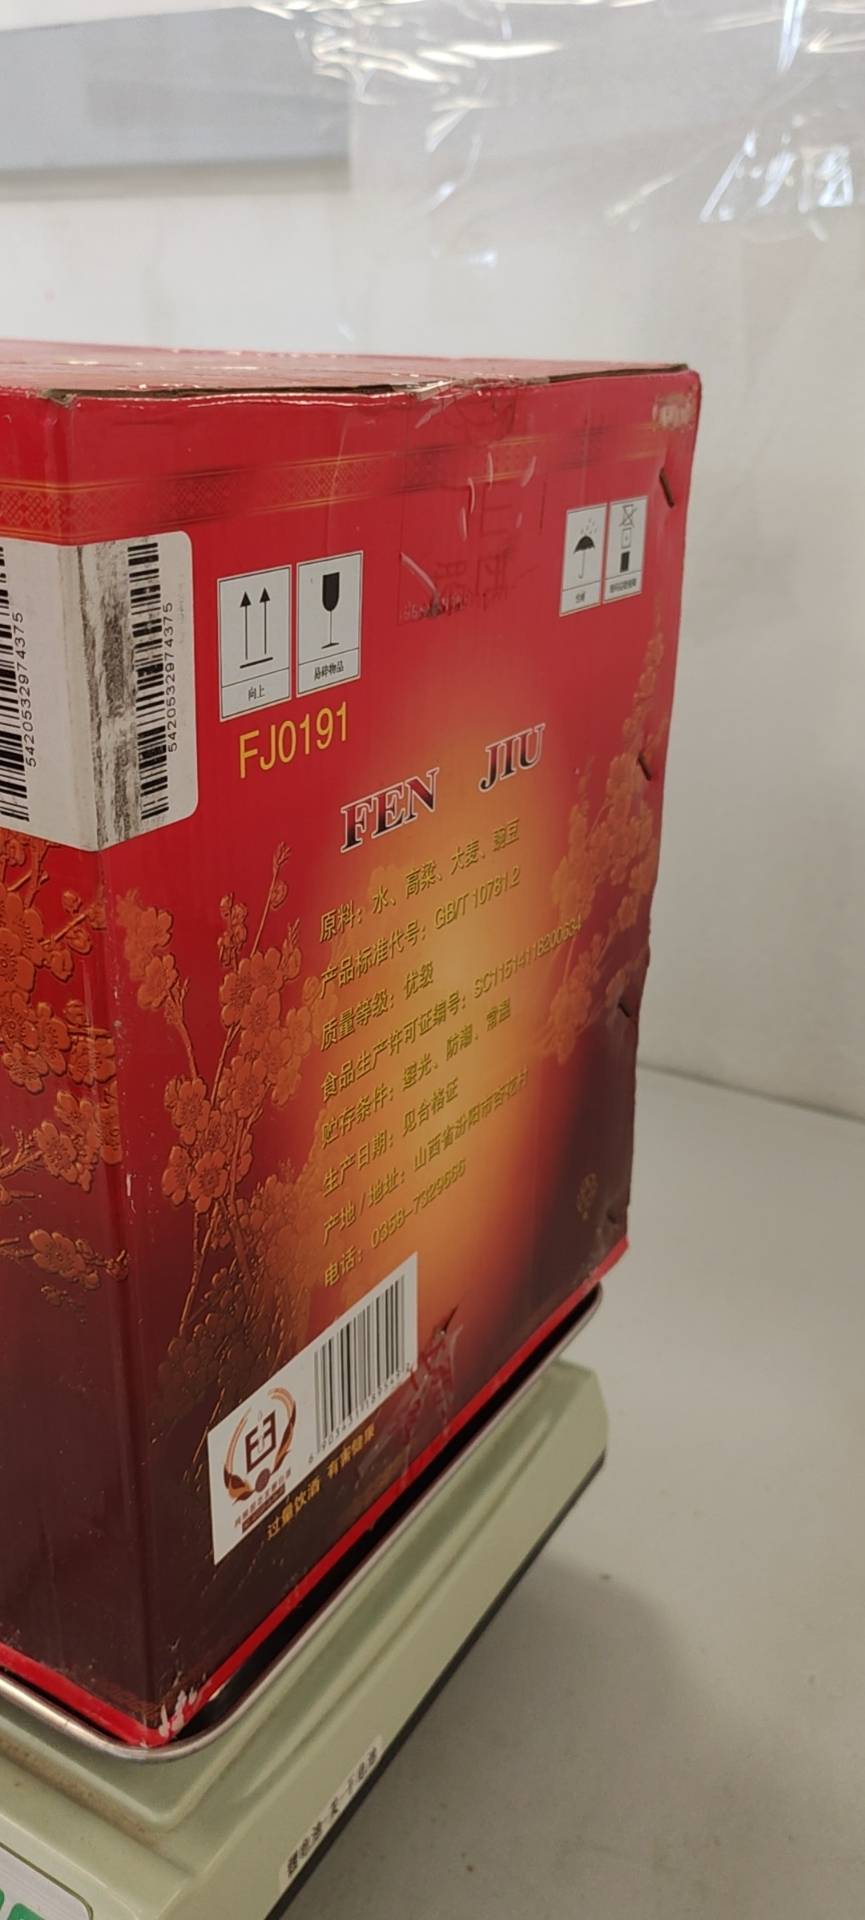 5420532974375
5420532974375
向上
易碎物品
FJ0191
FEN JIU
原料：水、高粱、大麦、豌豆
产品标准代号：GB/T 10781.2
质量等级：优级
食品生产许可证编号：SC11514118200634
贮存条件：避光、防潮、常温
生产日期：见合格证
产地/地址：山西省汾阳市杏花村
电话：0358-7329666
过量饮酒 有害健康